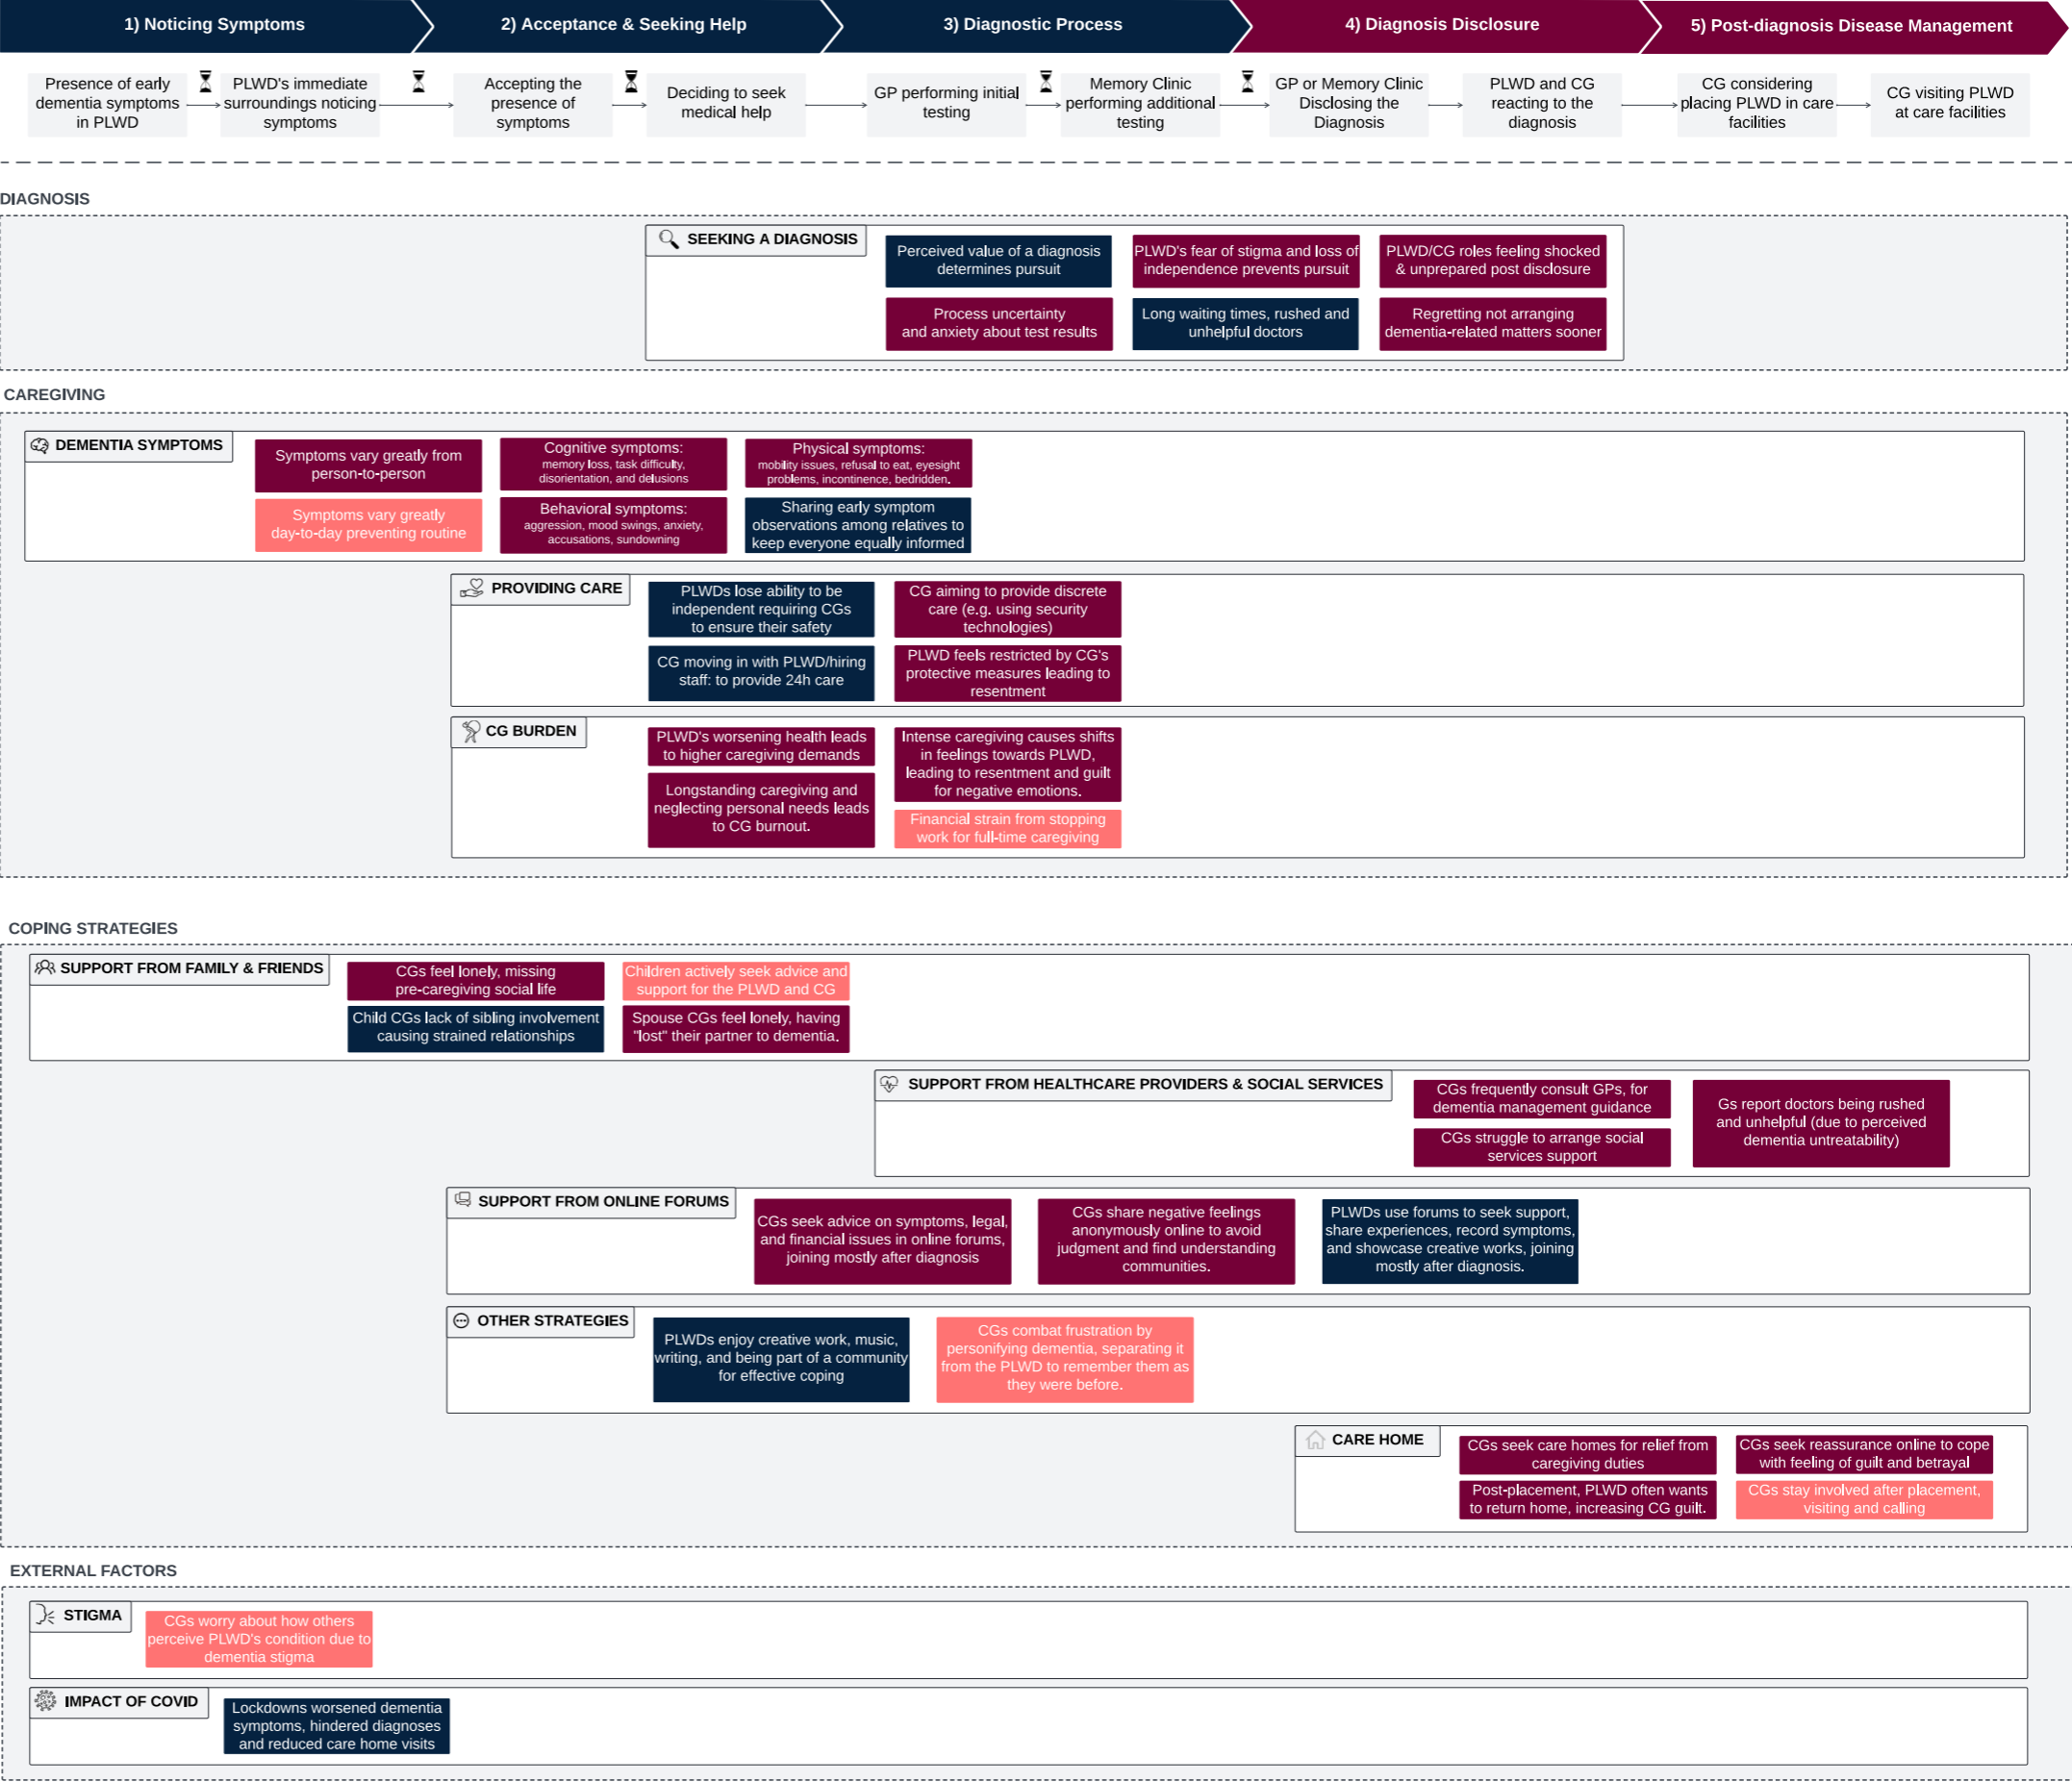 1) Noticing Symptoms
2) Acceptance & Seeking Help
3) Diagnostic Process
4) Diagnosis Disclosure
5) Post-diagnosis Disease Management
Presence of early
dementia symptoms
in PLWD
PLWD's immediate
surroundings noticing
symptoms
Accepting the
presence of
symptoms
Deciding to seek
medical help
GP performing initial
testing
Memory Clinic
performing additional
testing
GP or Memory Clinic
Disclosing the
Diagnosis
PLWD and CG
reacting to the
diagnosis
CG considering
placing PLWD in care
facilities
CG visiting PLWD
at care facilities
DIAGNOSIS
SEEKING A DIAGNOSIS
Perceived value of a diagnosis
determines pursuit
PLWD's fear of stigma and loss of
independence prevents pursuit
PLWD/CG roles feeling shocked
& unprepared post disclosure
Process uncertainty
and anxiety about test results
Long waiting times, rushed and
unhelpful doctors
Regretting not arranging
dementia-related matters sooner
CAREGIVING
DEMENTIA SYMPTOMS
Symptoms vary greatly from
person-to-person
Cognitive symptoms:
memory loss, task difficulty,
disorientation, and delusions
Physical symptoms:
mobility issues, refusal to eat, eyesight
problems, incontinence, bedridden.
Symptoms vary greatly
day-to-day preventing routine
Behavioral symptoms:
aggression, mood swings, anxiety,
accusations, sundowning
Sharing early symptom
observations among relatives to
keep everyone equally informed
PROVIDING CARE
PLWDs lose ability to be
independent requiring CGs
to ensure their safety
CG aiming to provide discrete
care (e.g. using security
technologies)
CG moving in with PLWD/hiring
staff: to provide 24h care
PLWD feels restricted by CG's
protective measures leading to
resentment
CG BURDEN
PLWD's worsening health leads
to higher caregiving demands
Intense caregiving causes shifts
in feelings towards PLWD,
leading to resentment and guilt
for negative emotions.
Longstanding caregiving and
neglecting personal needs leads
to CG burnout.
Financial strain from stopping
work for full-time caregiving
COPING STRATEGIES
SUPPORT FROM FAMILY & FRIENDS
CGs feel lonely, missing
pre-caregiving social life
Children actively seek advice and
support for the PLWD and CG
Child CGs lack of sibling involvement
causing strained relationships
Spouse CGs feel lonely, having
"lost" their partner to dementia.
SUPPORT FROM HEALTHCARE PROVIDERS & SOCIAL SERVICES
CGs frequently consult GPs, for
dementia management guidance
CGs struggle to arrange social
services support
Gs report doctors being rushed
and unhelpful (due to perceived
dementia untreatability)
SUPPORT FROM ONLINE FORUMS
CGs seek advice on symptoms, legal,
and financial issues in online forums,
joining mostly after diagnosis
CGs share negative feelings
anonymously online to avoid
judgment and find understanding
communities.
PLWDs use forums to seek support,
share experiences, record symptoms,
and showcase creative works, joining
mostly after diagnosis.
OTHER STRATEGIES
PLWDs enjoy creative work, music,
writing, and being part of a community
for effective coping
CGs combat frustration by
personifying dementia, separating it
from the PLWD to remember them as
they were before.
CARE HOME
CGs seek care homes for relief from
caregiving duties
CGs seek reassurance online to cope
with feeling of guilt and betrayal
Post-placement, PLWD often wants
to return home, increasing CG guilt.
CGs stay involved after placement,
visiting and calling
EXTERNAL FACTORS
STIGMA
CGs worry about how others
perceive PLWD's condition due to
dementia stigma
IMPACT OF COVID
Lockdowns worsened dementia
symptoms, hindered diagnoses
and reduced care home visits